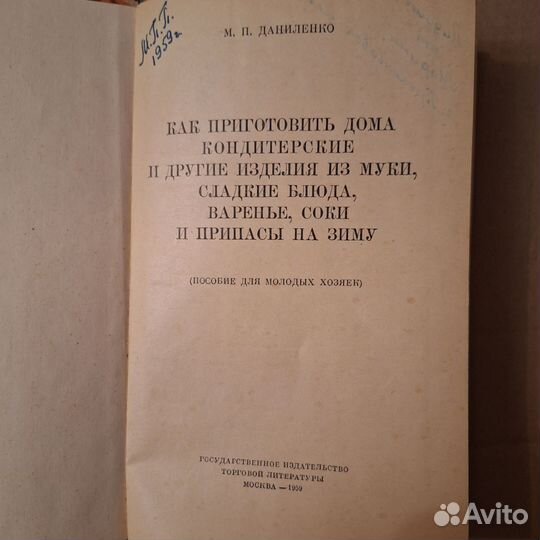 М.П.П.
1959г.
М. П. ДАНИЛЕНКО
КАК ПРИГОТОВИТЬ ДОМА
КОНДИТЕРСКИЕ
И ДРУГИЕ ИЗДЕЛИЯ ИЗ МУКИ,
СЛАДКИЕ БЛЮДА,
ВАРЕНЬЕ, СОКИ
И ПРИПАСЫ НА ЗИМУ
(ПОСОБИЕ ДЛЯ МОЛОДЫХ ХОЗЯЕК)
ГОСУДАРСТВЕННОЕ ИЗДАТЕЛЬСТВО
ТОРГОВОЙ ЛИТЕРАТУРЫ
МОСКВА — 1959
Avito